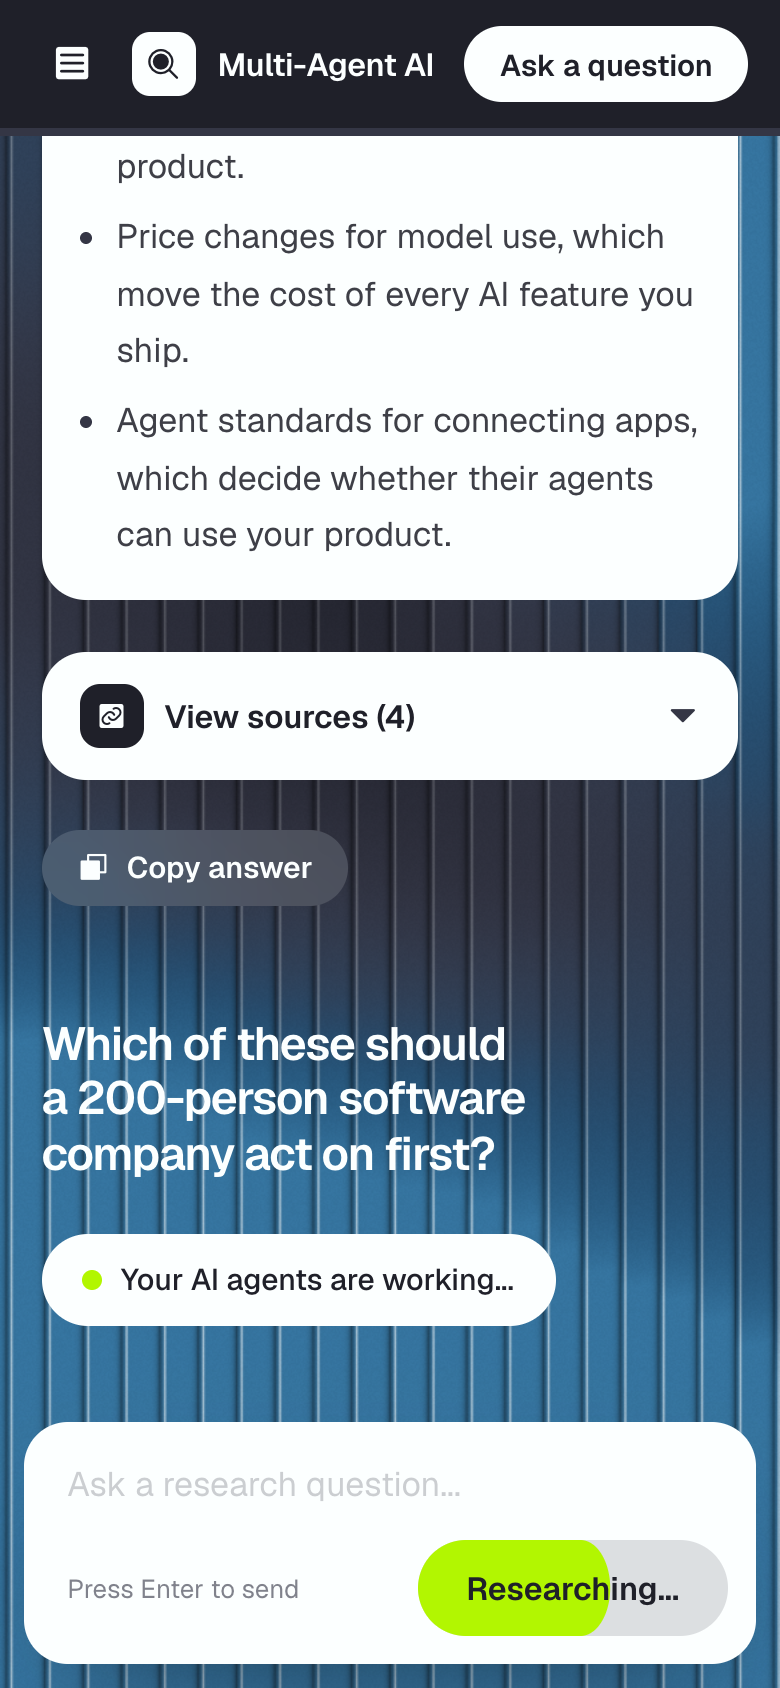 Multi-Agent AI
Ask a question
product.
Price changes for model use, which
move the cost of every AI feature you
ship.
Agent standards for connecting apps,
which decide whether their agents
can use your product.
View sources (4)
Copy answer
Which of these should
a 200-person software
company act on first?
Your AI agents are working...
Ask a research question...
Press Enter to send
Researching...